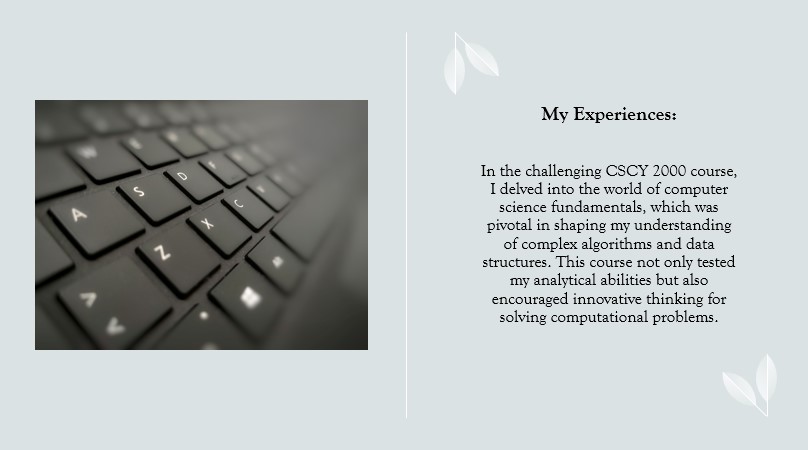 My Experiences:
In the challenging CSCY 2000 course,
I delved into the world of computer
science fundamentals, which was
pivotal in shaping my understanding
of complex algorithms and data
structures. This course not only tested
my analytical abilities but also
encouraged innovative thinking for
solving computational problems.
W
A S D F
Z X C V